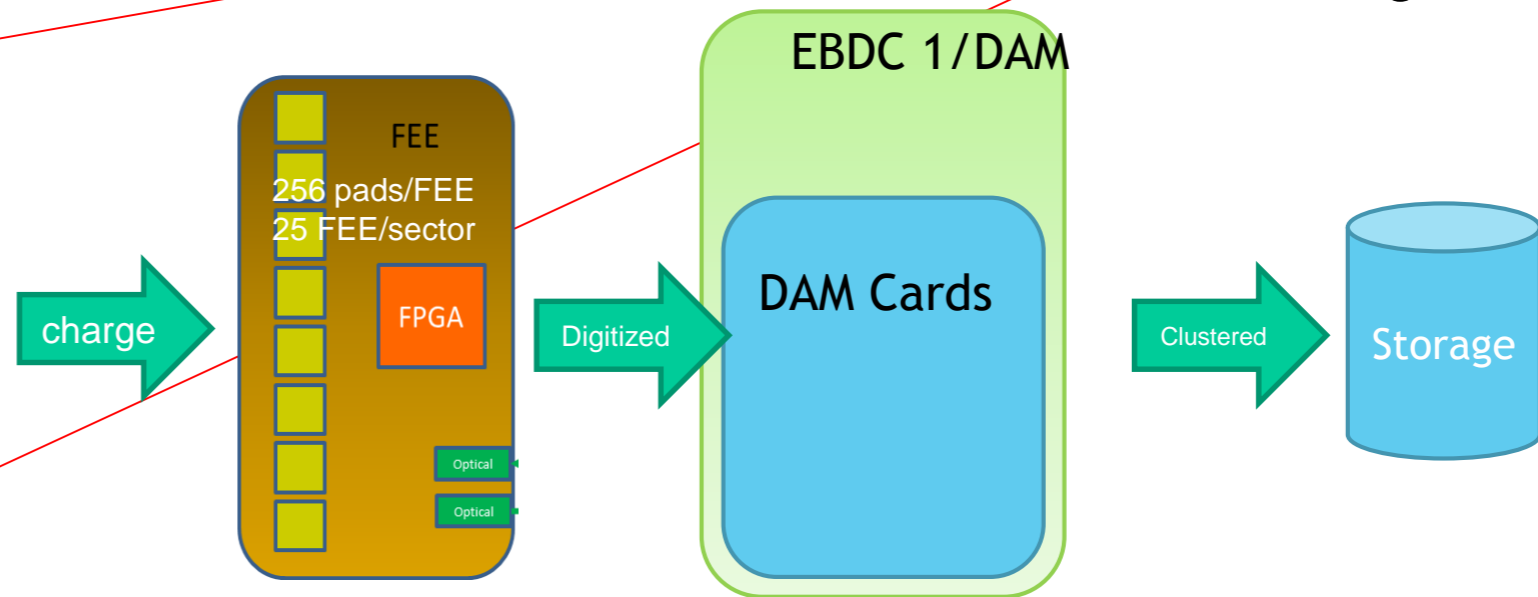 EBDC 1/DAM
FEE
256 pads/FEE
25 FEE/sector
charge
FPGA
Digitized
DAM Cards
Clustered
Storage
Optical
Optical